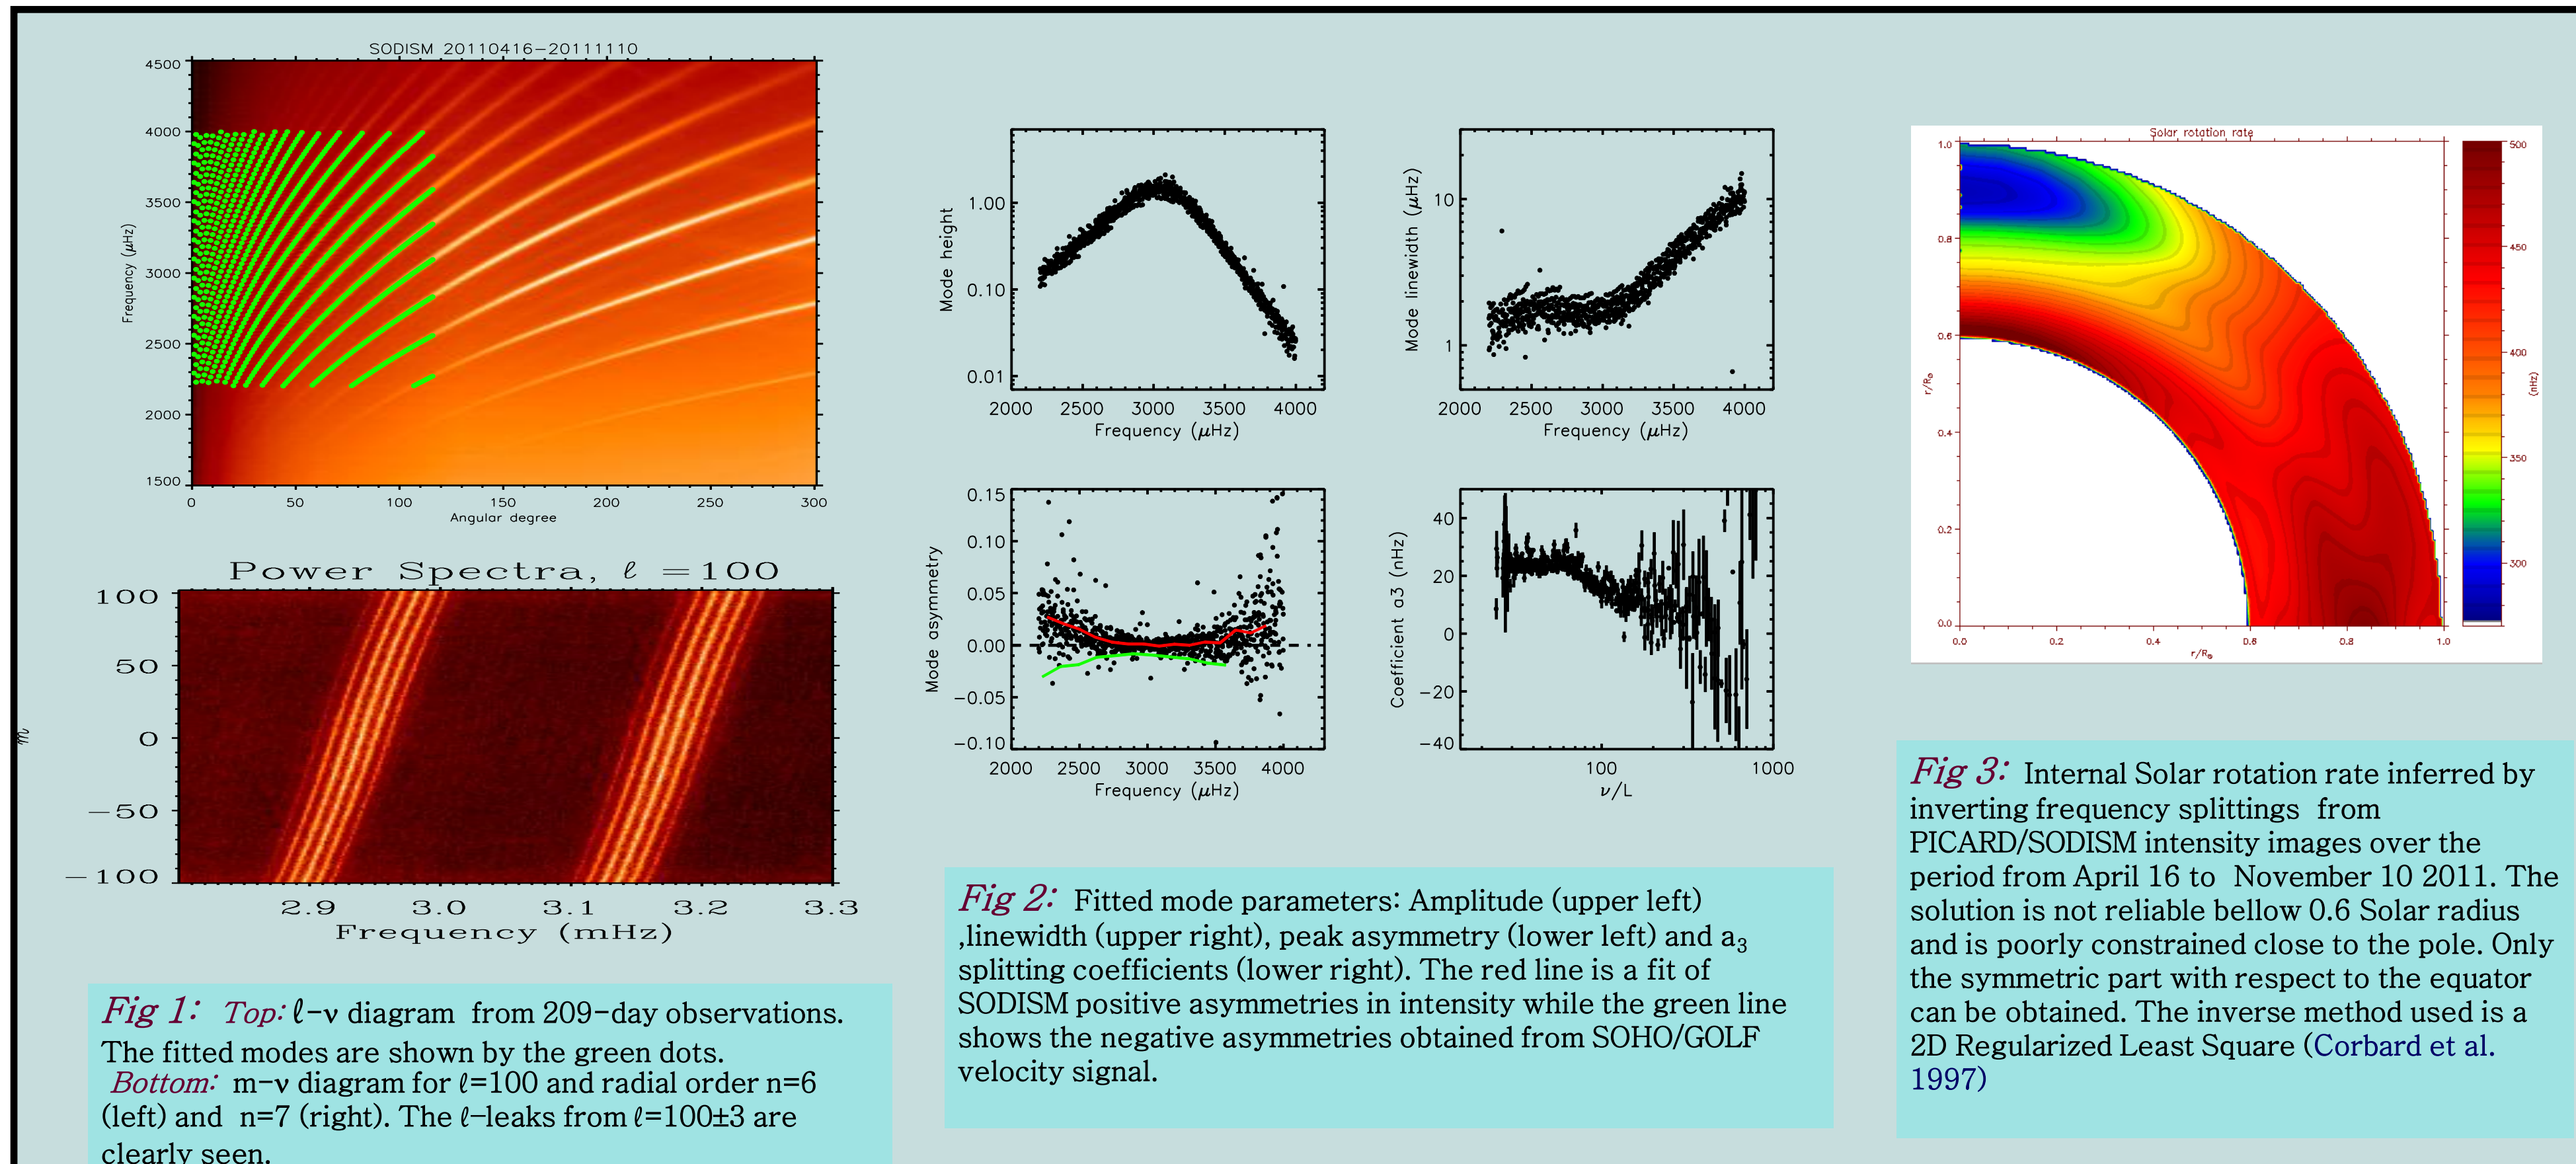 SODISM 20110416-20111110
4500
4000
3500
3000
2500
2000
1500
Frequency (μHz)
0 50 100 150 200 250 300
Angular degree
Power Spectra, ℓ =100
100
50
0
-50
-100
m
2.9 3.0 3.1 3.2 3.3
Frequency (mHz)
Fig 1: Top: ℓ-ν diagram from 209-day observations.
The fitted modes are shown by the green dots.
Bottom: m-ν diagram for ℓ=100 and radial order n=6
(left) and n=7 (right). The ℓ-leaks from ℓ=100±3 are
clearly seen.
Mode height
1.00
0.10
0.01
2000 2500 3000 3500 4000
Frequency (μHz)
Mode linewidth (μHz)
10
1
2000 2500 3000 3500 4000
Frequency (μHz)
Mode asymmetry
0.15
0.10
0.05
0.00
-0.05
-0.10
2000 2500 3000 3500 4000
Frequency (μHz)
Coefficient a3 (nHz)
40
20
0
-20
-40
100 1000
ν/L
Fig 2: Fitted mode parameters: Amplitude (upper left)
,linewidth (upper right), peak asymmetry (lower left) and a₃
splitting coefficients (lower right). The red line is a fit of
SODISM positive asymmetries in intensity while the green line
shows the negative asymmetries obtained from SOHO/GOLF
velocity signal.
Solar rotation rate
1.0
0.8
0.6
0.4
0.2
0.0
r/R⊙
0.0 0.2 0.4 0.6 0.8 1.0
r/R⊙
500
450
400
350
300
(nHz)
Fig 3: Internal Solar rotation rate inferred by
inverting frequency splittings from
PICARD/SODISM intensity images over the
period from April 16 to November 10 2011. The
solution is not reliable bellow 0.6 Solar radius
and is poorly constrained close to the pole. Only
the symmetric part with respect to the equator
can be obtained. The inverse method used is a
2D Regularized Least Square (Corbard et al.
1997)